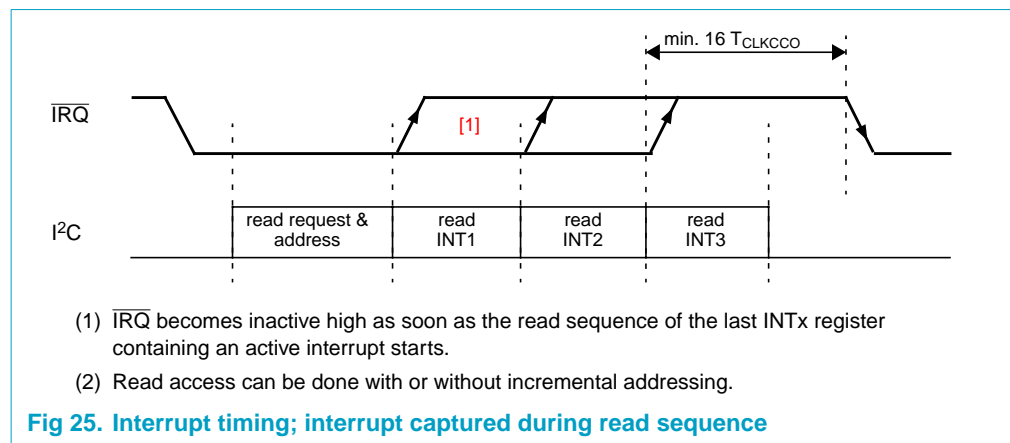 min. 16 TCLKCCO
IRQ
[1]
I²C
read request &
address
read
INT1
read
INT2
read
INT3
(1) IRQ becomes inactive high as soon as the read sequence of the last INTx register
containing an active interrupt starts.
(2) Read access can be done with or without incremental addressing.
Fig 25. Interrupt timing; interrupt captured during read sequence